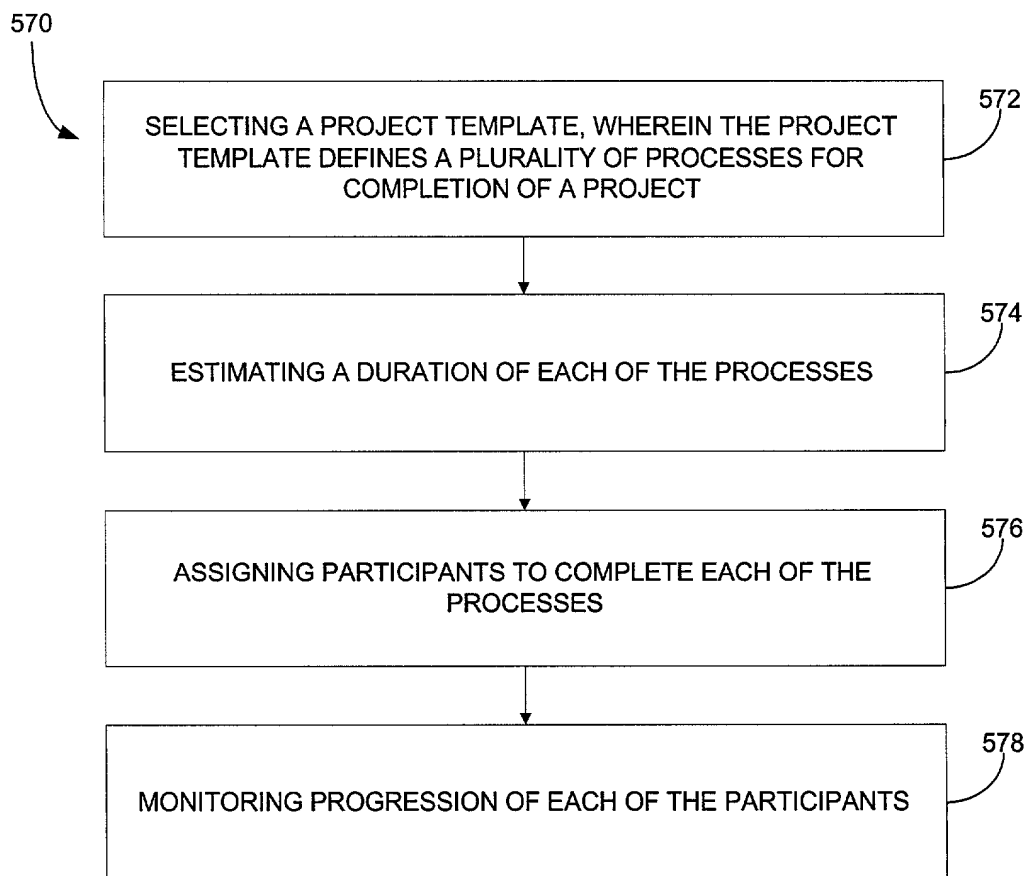 570
SELECTING A PROJECT TEMPLATE, WHEREIN THE PROJECT
TEMPLATE DEFINES A PLURALITY OF PROCESSES FOR
COMPLETION OF A PROJECT
572
ESTIMATING A DURATION OF EACH OF THE PROCESSES
574
ASSIGNING PARTICIPANTS TO COMPLETE EACH OF THE
PROCESSES
576
MONITORING PROGRESSION OF EACH OF THE PARTICIPANTS
578